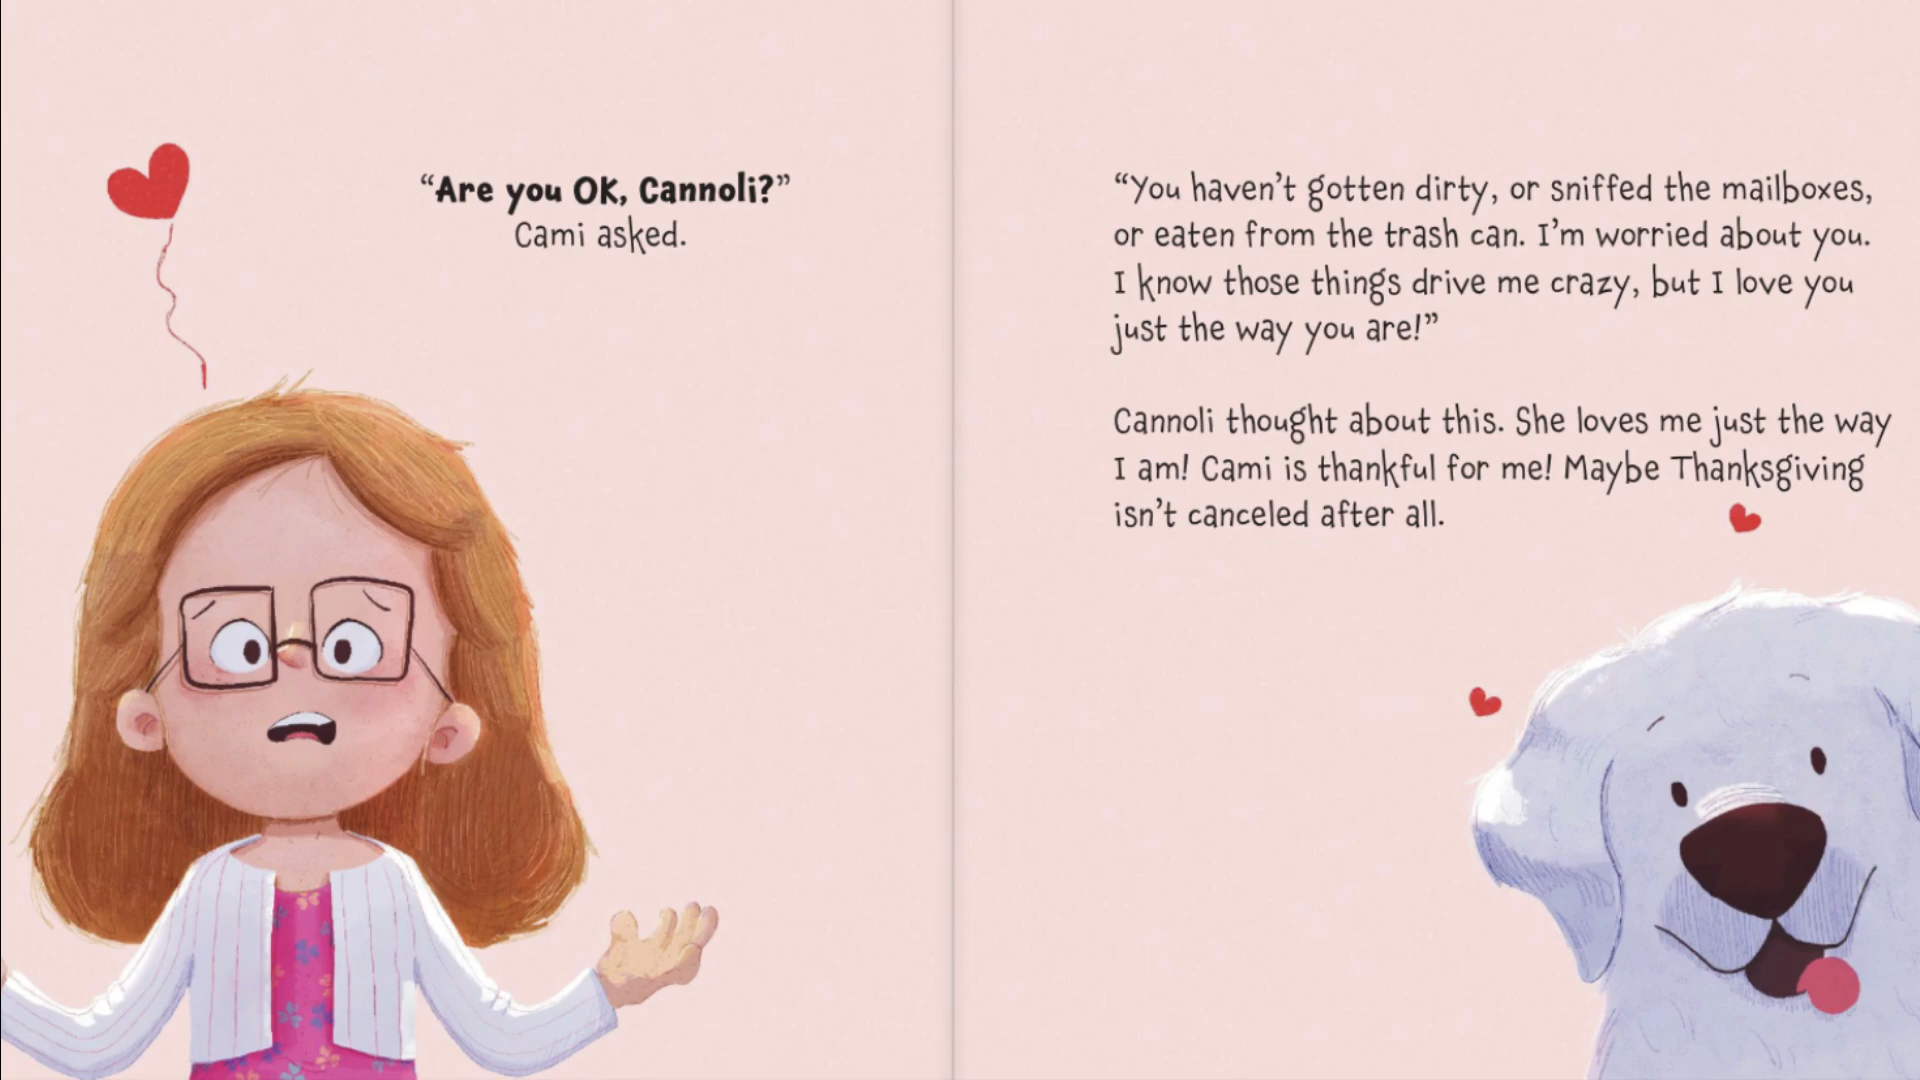 “Are you OK, Cannoli?”
Cami asked.
“You haven’t gotten dirty, or sniffed the mailboxes,
or eaten from the trash can. I’m worried about you.
I know those things drive me crazy, but I love you
just the way you are!”
Cannoli thought about this. She loves me just the way
I am! Cami is thankful for me! Maybe Thanksgiving
isn’t canceled after all.